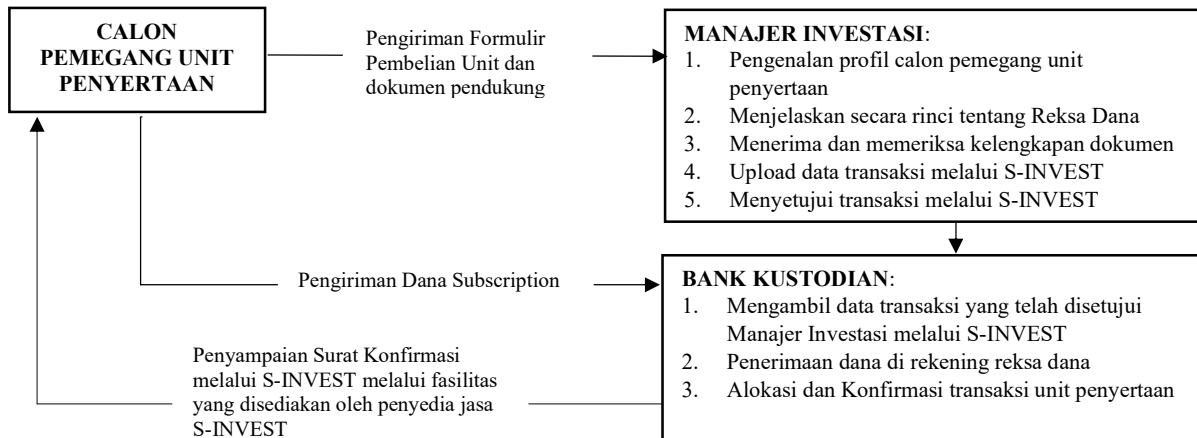 CALON
PEMEGANG UNIT
PENYERTAAN
Pengiriman Formulir
Pembelian Unit dan
dokumen pendukung
MANAJER INVESTASI:
1. Pengenalan profil calon pemegang unit
penyertaan
2. Menjelaskan secara rinci tentang Reksa Dana
3. Menerima dan memeriksa kelengkapan dokumen
4. Upload data transaksi melalui S-INVEST
5. Menyetujui transaksi melalui S-INVEST
Pengiriman Dana Subscription
BANK KUSTODIAN:
1. Mengambil data transaksi yang telah disetujui
Manajer Investasi melalui S-INVEST
2. Penerimaan dana di rekening reksa dana
3. Alokasi dan Konfirmasi transaksi unit penyertaan
Penyampaian Surat Konfirmasi
melalui S-INVEST melalui fasilitas
yang disediakan oleh penyedia jasa
S-INVEST